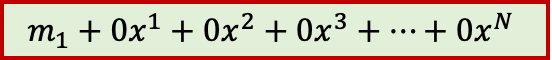 m₁ + 0x¹ + 0x² + 0x³ + ⋯ + 0xᴺ